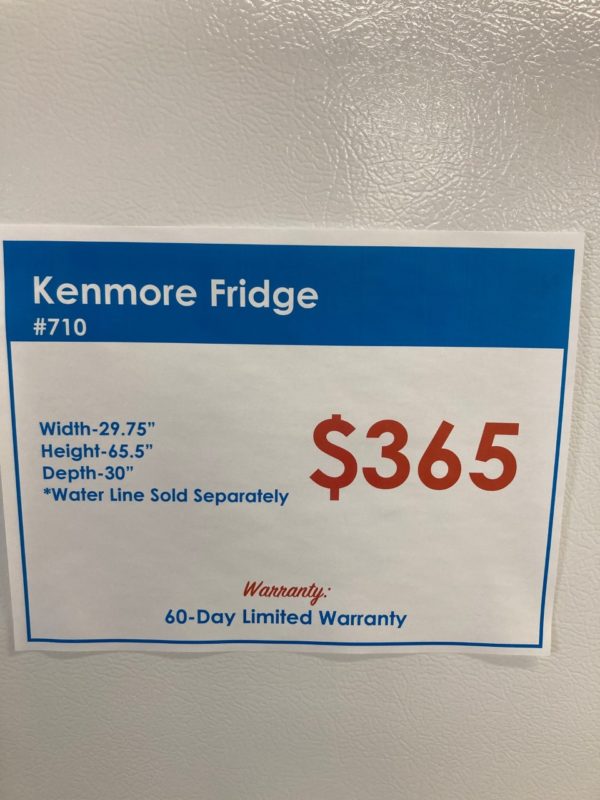 Kenmore Fridge
#710
Width-29.75”
Height-65.5”
Depth-30”
*Water Line Sold Separately
$365
Warranty:
60-Day Limited Warranty